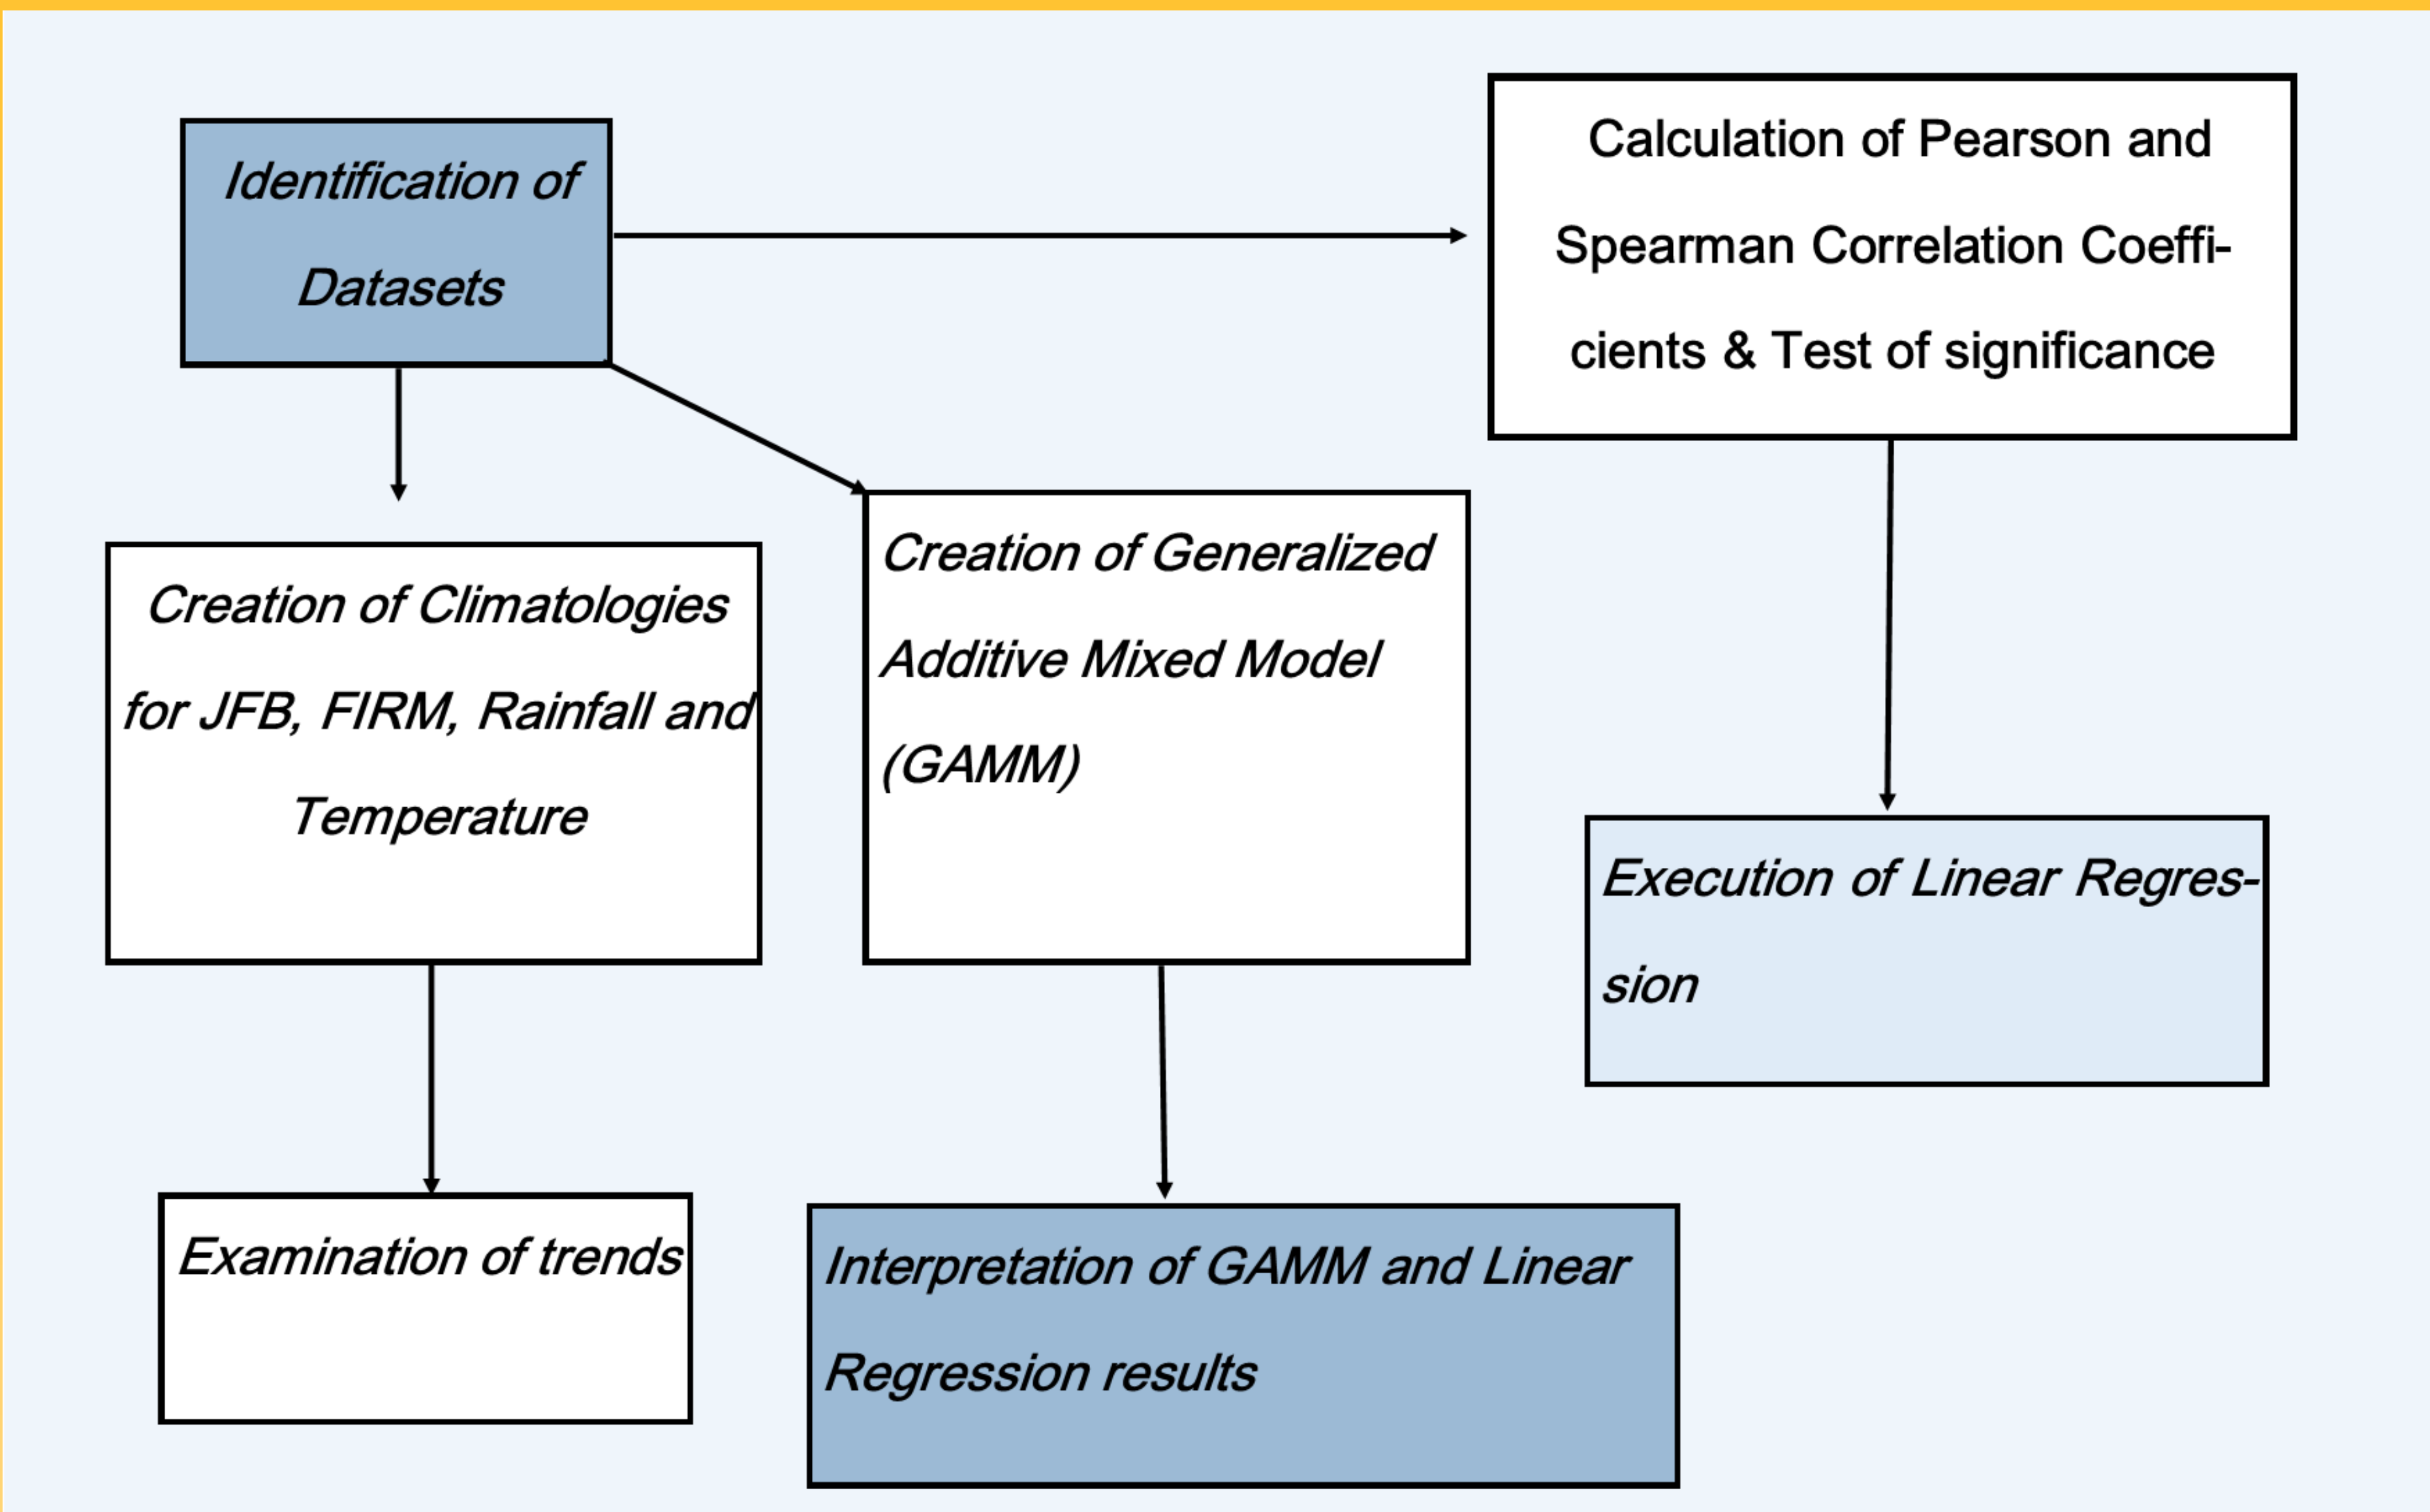 Identification of
Datasets
Calculation of Pearson and
Spearman Correlation Coeffi-
cients & Test of significance
Creation of Climatologies
for JFB, FIRM, Rainfall and
Temperature
Creation of Generalized
Additive Mixed Model
(GAMM)
Execution of Linear Regres-
sion
Examination of trends
Interpretation of GAMM and Linear
Regression results